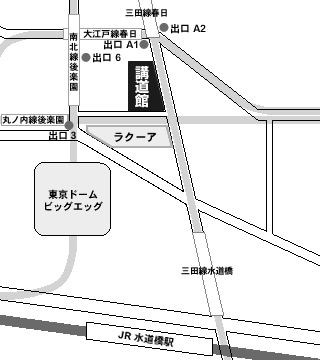 三田線春日
出口 A2
大江戸線春日
出口 A1
南北線後楽園
出口 6
講道館
丸ノ内線後楽園
出口 3
ラクーア
東京ドーム
ビッグエッグ
三田線水道橋
JR 水道橋駅